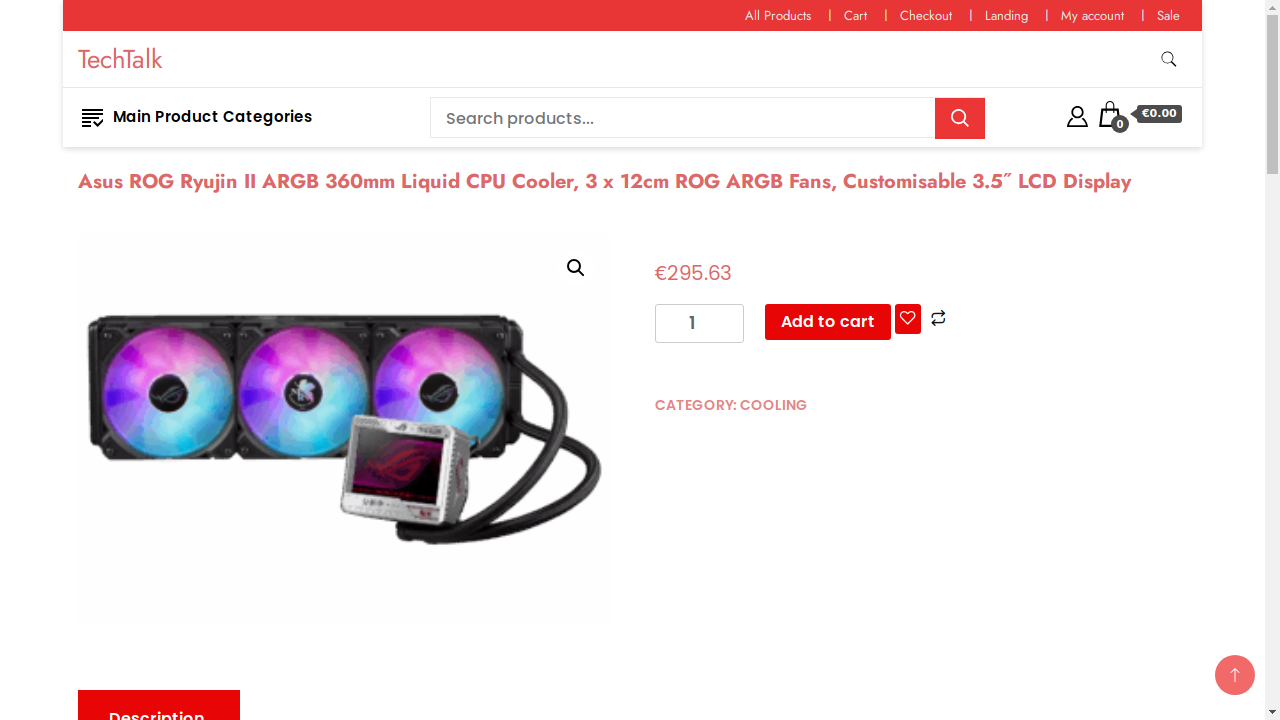 All Products | Cart | Checkout | Landing | My account | Sale
TechTalk
Main Product Categories
Search products...
0
€0.00
Asus ROG Ryujin II ARGB 360mm Liquid CPU Cooler, 3 x 12cm ROG ARGB Fans, Customisable 3.5˝ LCD Display
€295.63
1
Add to cart
CATEGORY: COOLING
Description